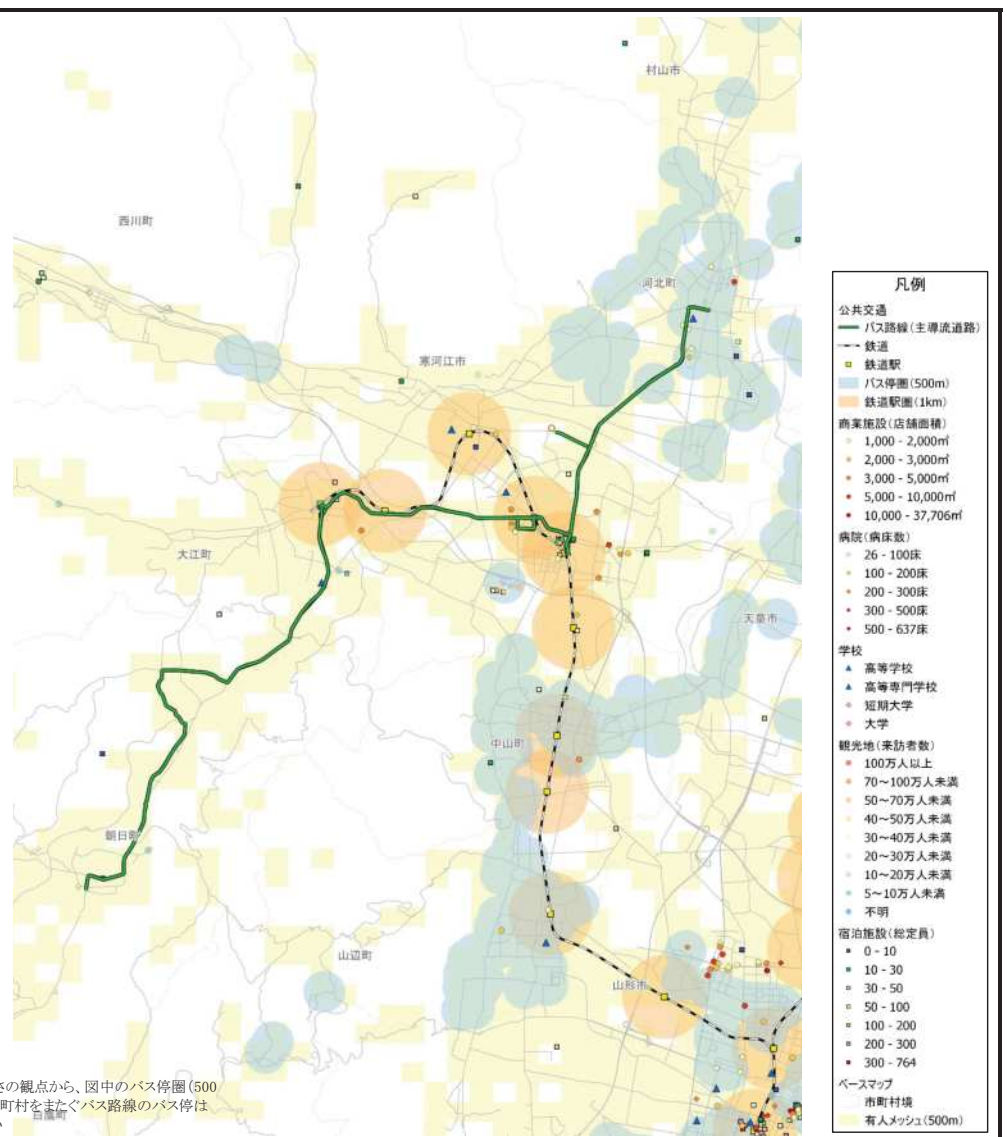 村山市
西川町
河北町
寒河江市
大江町
天童市
中山町
朝日町
山辺町
山形市
さの観点から、図中のバス停圏(500
町村をまたぐバス路線のバス停は
白鷹町
凡例
公共交通
バス路線(主導流道路)
鉄道
鉄道駅
バス停圏(500m)
鉄道駅圏(1km)
商業施設(店舗面積)
1,000 - 2,000㎡
2,000 - 3,000㎡
3,000 - 5,000㎡
5,000 - 10,000㎡
10,000 - 37,706㎡
病院(病床数)
26 - 100床
100 - 200床
200 - 300床
300 - 500床
500 - 637床
学校
高等学校
高等専門学校
短期大学
大学
観光地(来訪者数)
100万人以上
70~100万人未満
50~70万人未満
40~50万人未満
30~40万人未満
20~30万人未満
10~20万人未満
5~10万人未満
不明
宿泊施設(総定員)
0 - 10
10 - 30
30 - 50
50 - 100
100 - 200
200 - 300
300 - 764
ベースマップ
市町村境
有人メッシュ(500m)